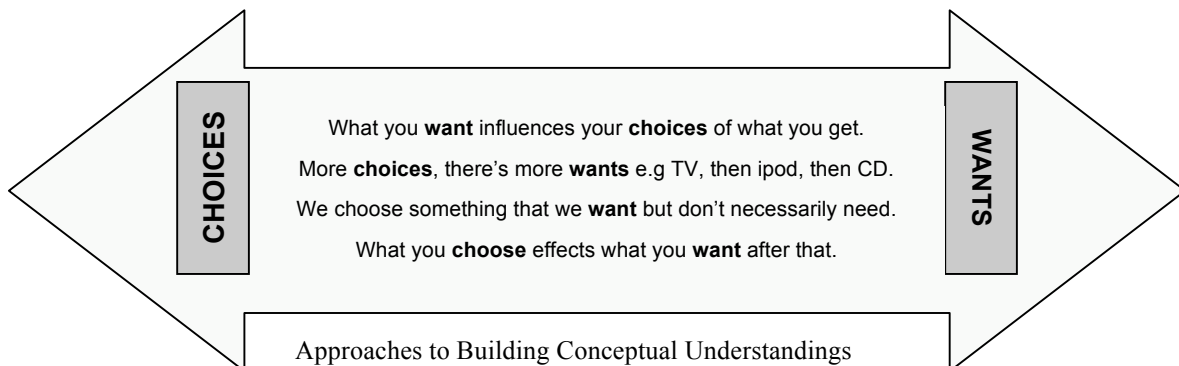 CHOICES
What you want influences your choices of what you get.
More choices, there's more wants e.g TV, then ipod, then CD.
We choose something that we want but don't necessarily need.
What you choose effects what you want after that.
WANTS
Approaches to Building Conceptual Understandings